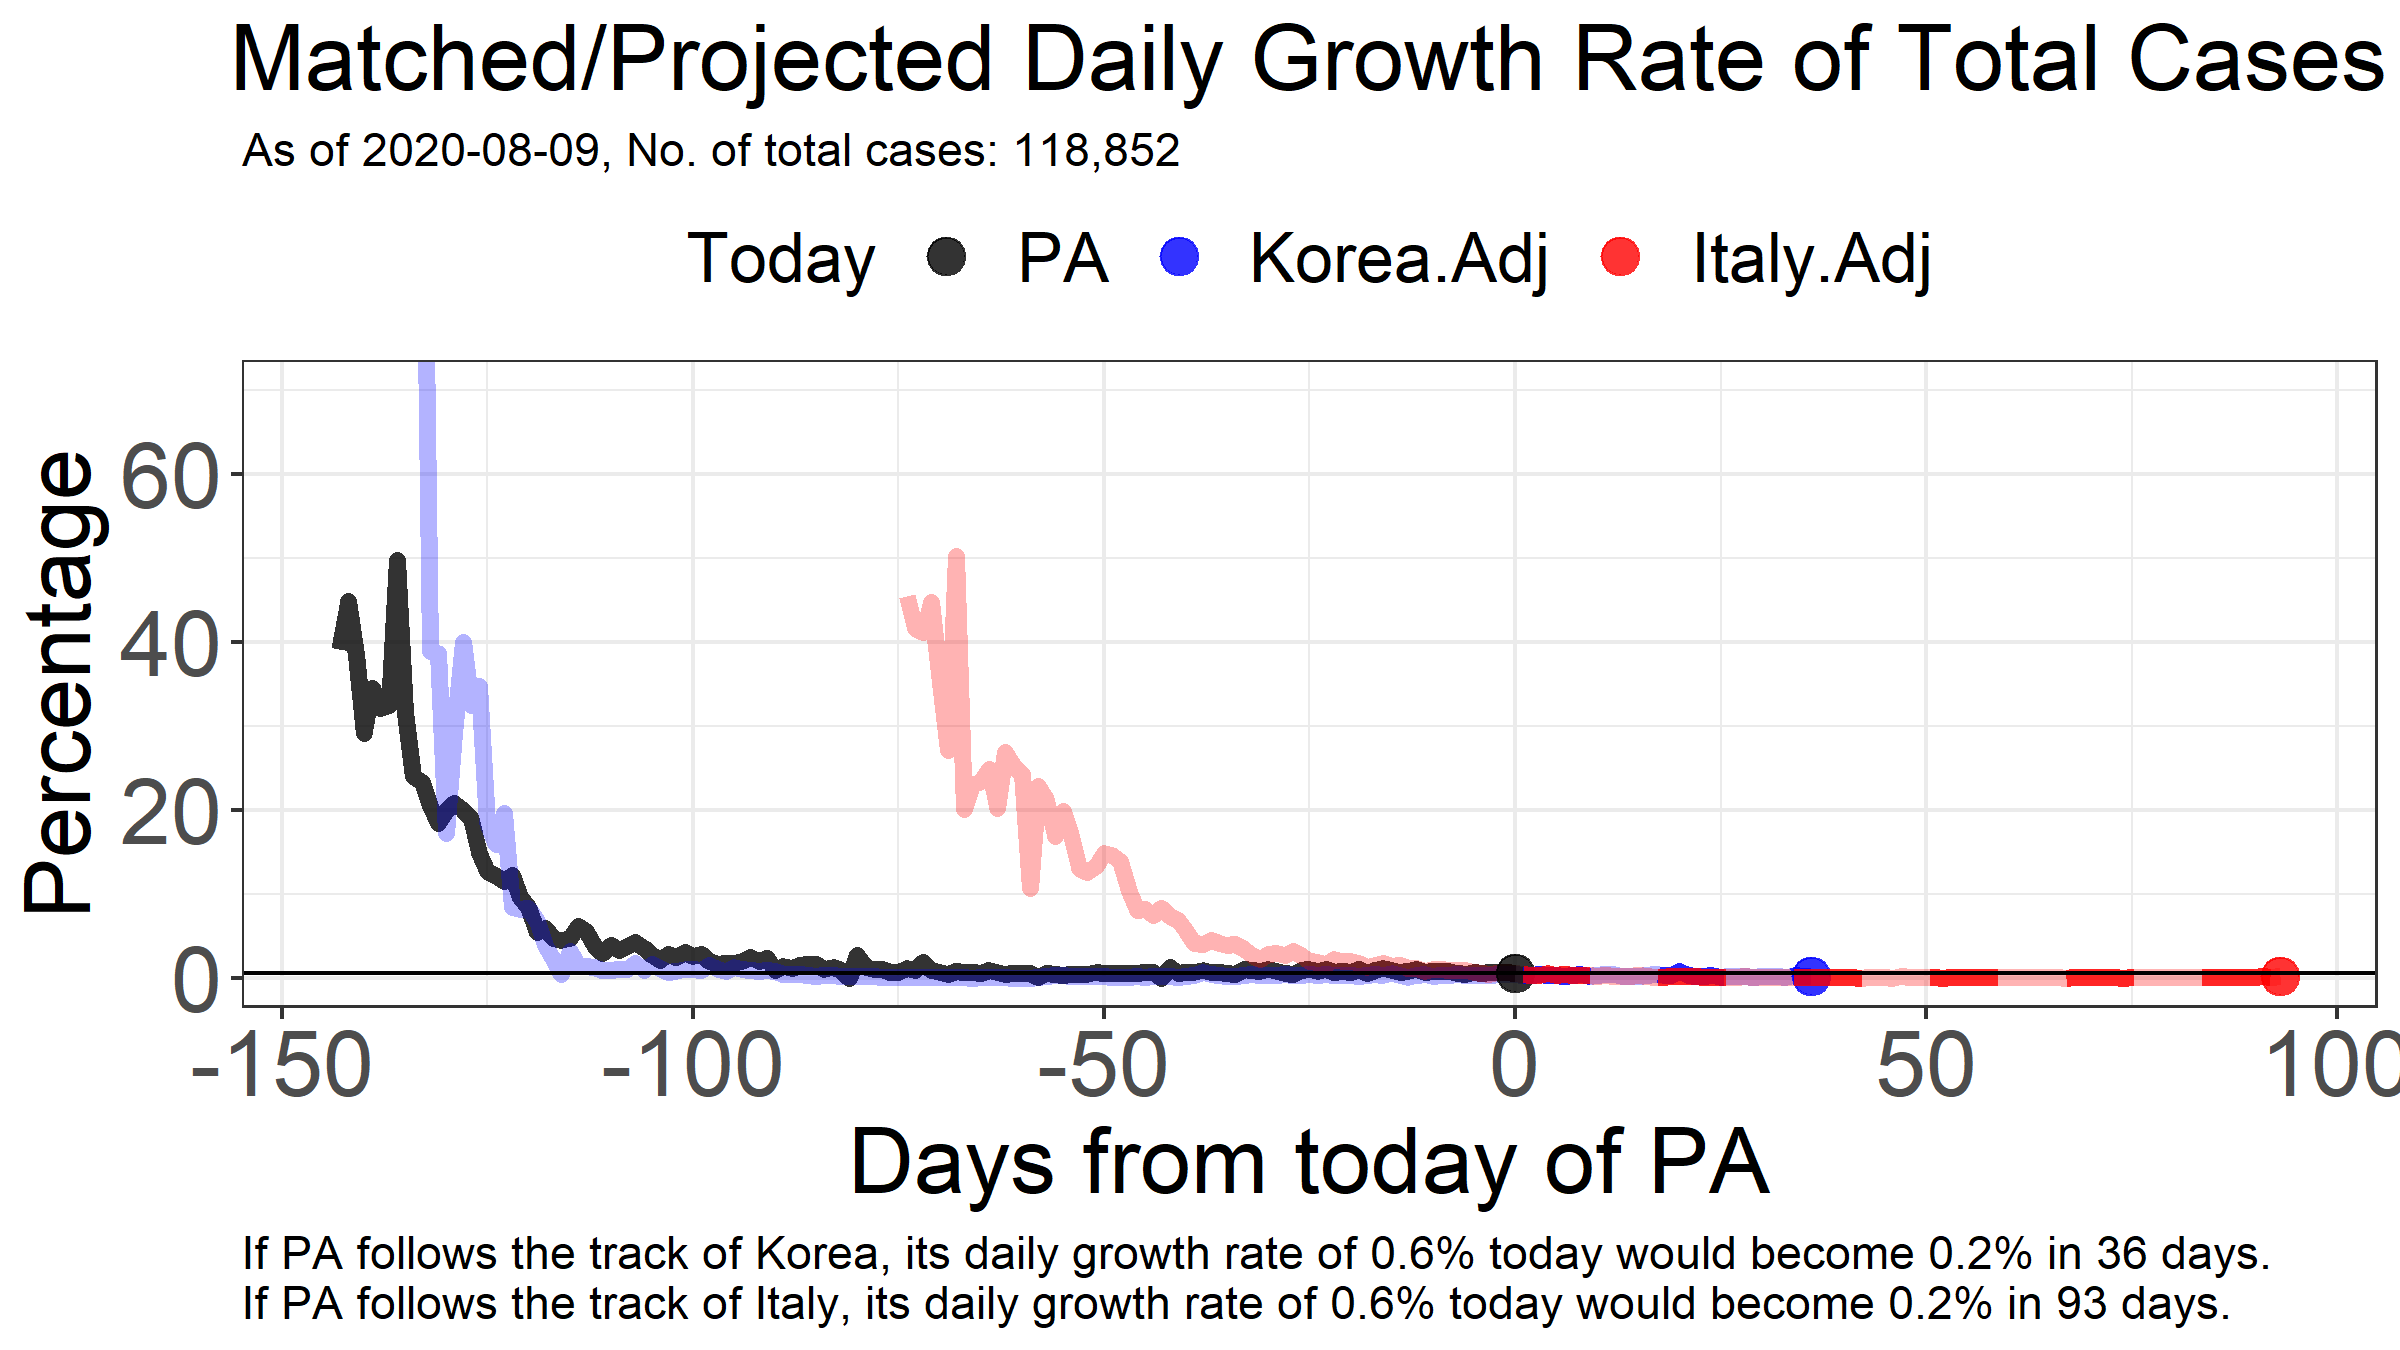 Matched/Projected Daily Growth Rate of Total Cases
As of 2020-08-09, No. of total cases: 118,852
Today PA Korea.Adj Italy.Adj
Percentage
60
40
20
0
-150 -100 -50 0 50 100
Days from today of PA
If PA follows the track of Korea, its daily growth rate of 0.6% today would become 0.2% in 36 days.
If PA follows the track of Italy, its daily growth rate of 0.6% today would become 0.2% in 93 days.